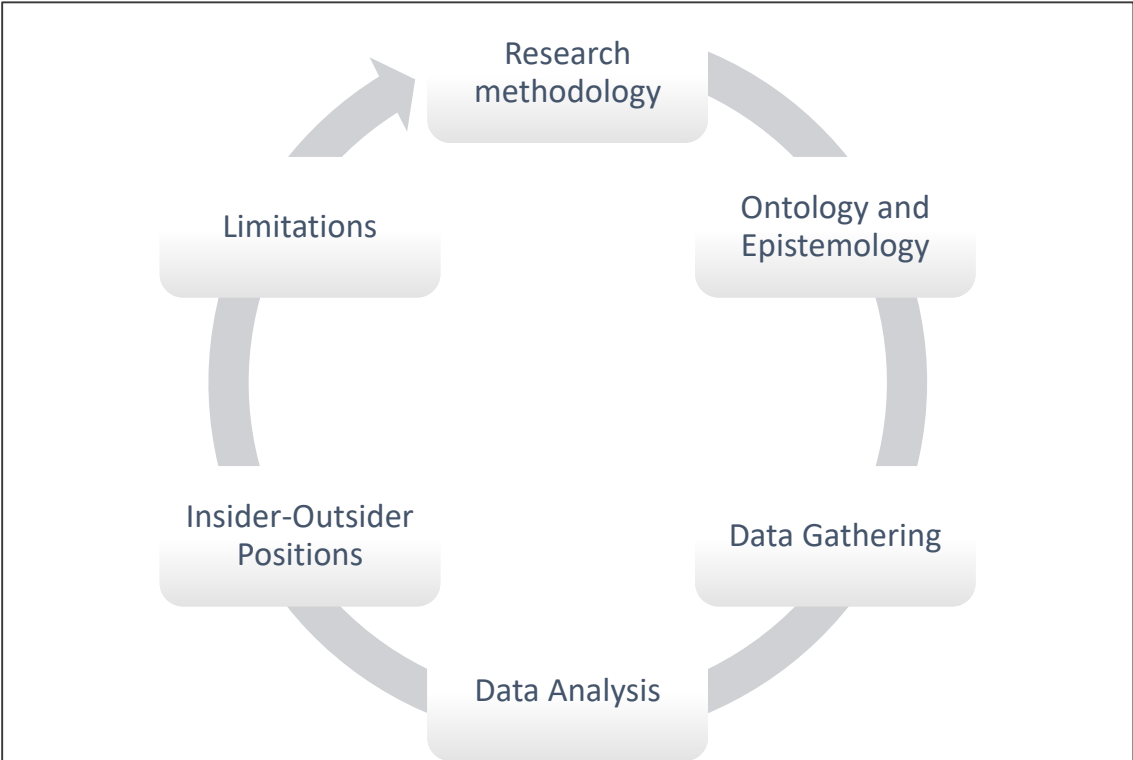 Research
methodology
Ontology and
Epistemology
Data Gathering
Data Analysis
Insider-Outsider
Positions
Limitations